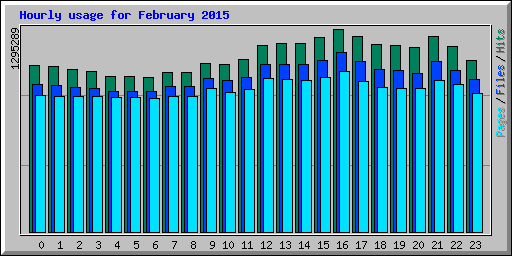 Hourly usage for February 2015
1295289
Pages / Files / Hits
0 1 2 3 4 5 6 7 8 9 10 11 12 13 14 15 16 17 18 19 20 21 22 23